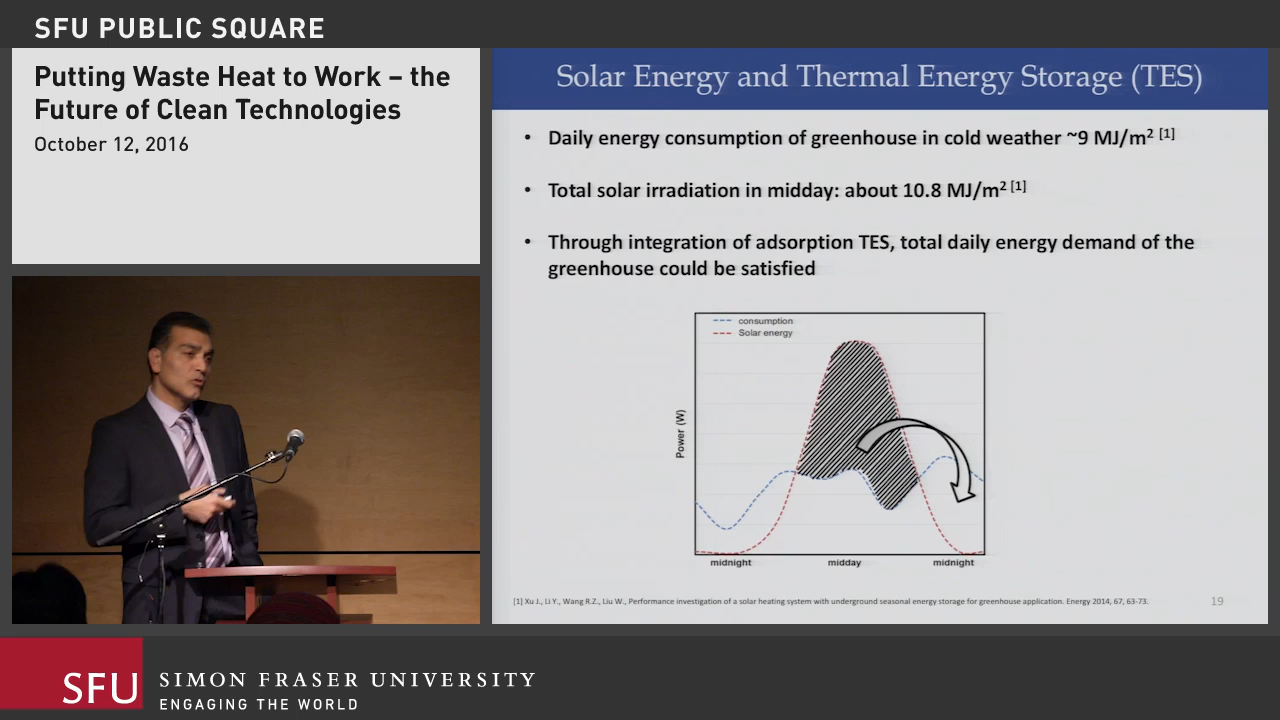 SFU PUBLIC SQUARE
Putting Waste Heat to Work – the
Future of Clean Technologies
October 12, 2016
Solar Energy and Thermal Energy Storage (TES)
• Daily energy consumption of greenhouse in cold weather ~9 MJ/m² [1]
• Total solar irradiation in midday: about 10.8 MJ/m² [1]
• Through integration of adsorption TES, total daily energy demand of the
greenhouse could be satisfied
consumption
Solar energy
Power (W)
midnight midday midnight
[1] Xu J., Li Y., Wang R.Z., Liu W., Performance investigation of a solar heating system with underground seasonal energy storage for greenhouse application. Energy 2014, 67, 63-73.
19
SFU
SIMON FRASER UNIVERSITY
ENGAGING THE WORLD